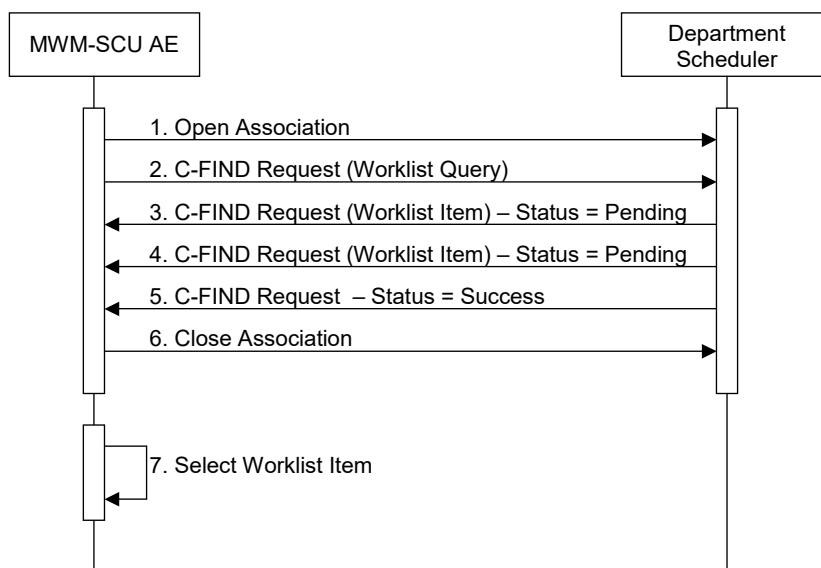 MWM-SCU AE
Department
Scheduler
1. Open Association
2. C-FIND Request (Worklist Query)
3. C-FIND Request (Worklist Item) – Status = Pending
4. C-FIND Request (Worklist Item) – Status = Pending
5. C-FIND Request – Status = Success
6. Close Association
7. Select Worklist Item